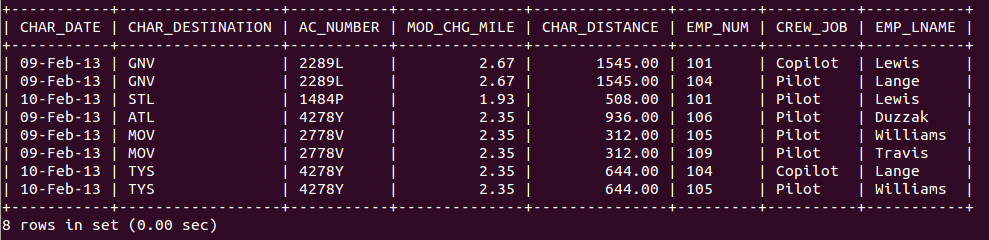 +-----------+------------------+-----------+--------------+---------------+---------+----------+-----------+
| CHAR_DATE | CHAR_DESTINATION | AC_NUMBER | MOD_CHG_MILE | CHAR_DISTANCE | EMP_NUM | CREW_JOB | EMP_LNAME |
+-----------+------------------+-----------+--------------+---------------+---------+----------+-----------+
| 09-Feb-13 | GNV              | 2289L     |         2.67 |       1545.00 | 101     | Copilot  | Lewis     |
| 09-Feb-13 | GNV              | 2289L     |         2.67 |       1545.00 | 104     | Pilot    | Lange     |
| 10-Feb-13 | STL              | 1484P     |         1.93 |        508.00 | 101     | Pilot    | Lewis     |
| 09-Feb-13 | ATL              | 4278Y     |         2.35 |        936.00 | 106     | Pilot    | Duzzak    |
| 09-Feb-13 | MOV              | 2778V     |         2.35 |        312.00 | 105     | Pilot    | Williams  |
| 09-Feb-13 | MOV              | 2778V     |         2.35 |        312.00 | 109     | Pilot    | Travis    |
| 10-Feb-13 | TYS              | 4278Y     |         2.35 |        644.00 | 104     | Copilot  | Lange     |
| 10-Feb-13 | TYS              | 4278Y     |         2.35 |        644.00 | 105     | Pilot    | Williams  |
+-----------+------------------+-----------+--------------+---------------+---------+----------+-----------+
8 rows in set (0.00 sec)